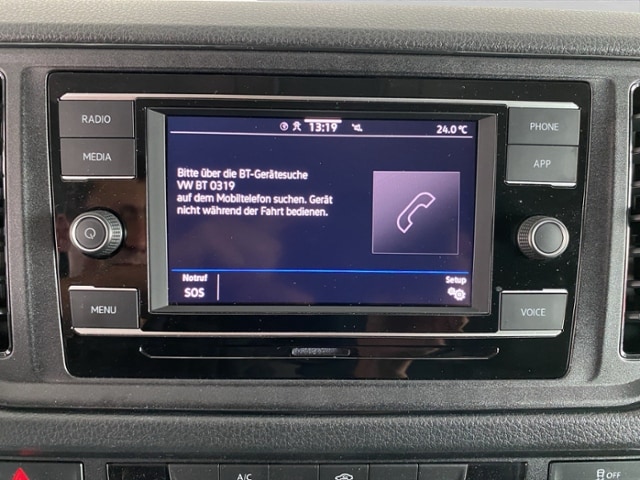 RADIO
MEDIA
MENU
13:19
24.0 °C
Bitte über die BT-Gerätesuche
VW BT 0319
auf dem Mobiltelefon suchen. Gerät
nicht während der Fahrt bedienen.
Notruf
SOS
Setup
PHONE
APP
VOICE
A/C
OFF